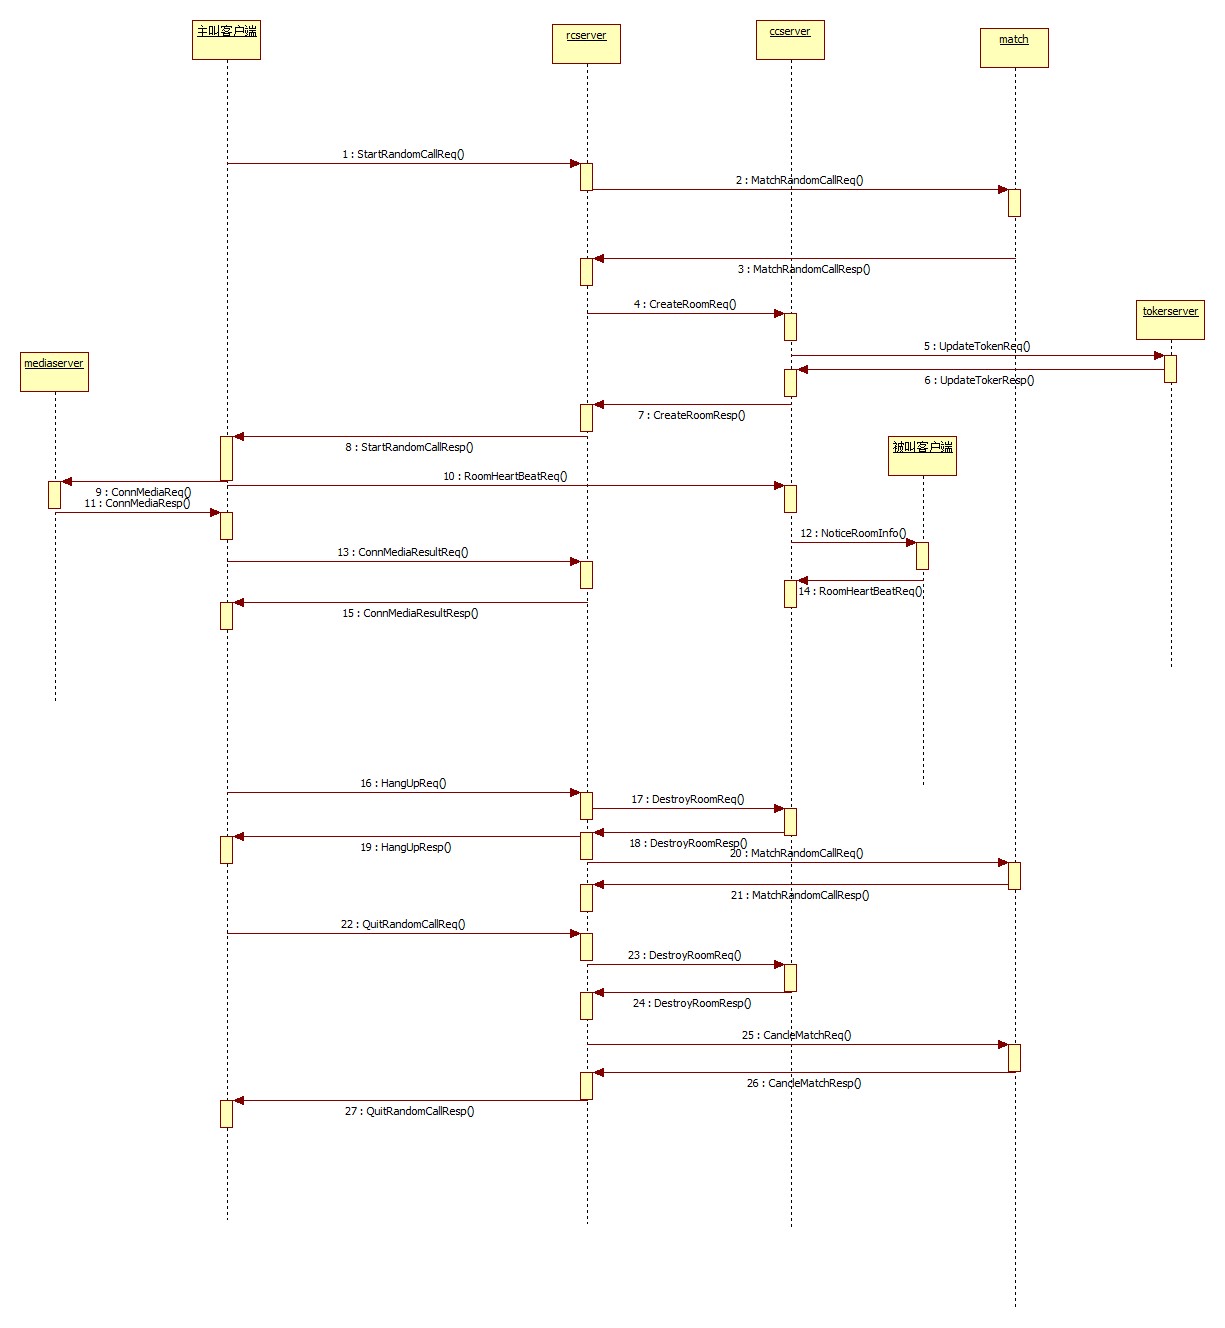 主叫客户端
rcserver
ccserver
match
1 : StartRandomCallReq()
2 : MatchRandomCallReq()
3 : MatchRandomCallResp()
4 : CreateRoomReq()
tokerserver
5 : UpdateTokenReq()
mediaserver
6 : UpdateTokerResp()
7 : CreateRoomResp()
8 : StartRandomCallResp()
被叫客户端
10 : RoomHeartBeatReq()
9 : ConnMediaReq()
11 : ConnMediaResp()
12 : NoticeRoomInfo()
13 : ConnMediaResultReq()
14 : RoomHeartBeatReq()
15 : ConnMediaResultResp()
16 : HangUpReq()
17 : DestroyRoomReq()
18 : DestroyRoomResp()
19 : HangUpResp()
20 : MatchRandomCallReq()
21 : MatchRandomCallResp()
22 : QuitRandomCallReq()
23 : DestroyRoomReq()
24 : DestroyRoomResp()
25 : CancleMatchReq()
26 : CancleMatchResp()
27 : QuitRandomCallResp()